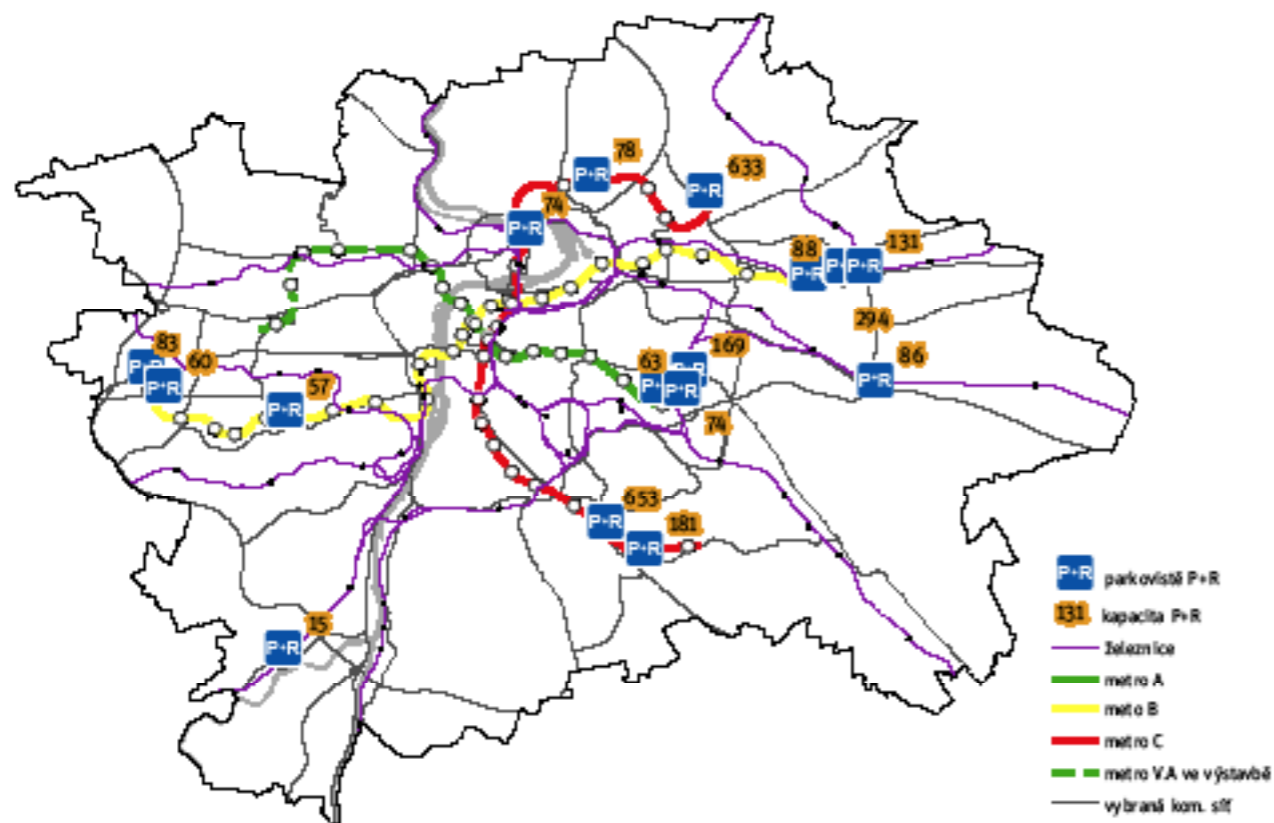 78
P+R
633
P+R
74
P+R
88
131
P+R
P+R
P+R
294
83
60
P+R
P+R
57
P+R
63
169
86
P+R
P+R
P+R
P+R
74
653
181
P+R
P+R
15
P+R
P+R parkoviště P+R
131 kapacita P+R
železnice
metro A
meto B
metro C
metro V.A ve výstavbě
vybraná kom. síť